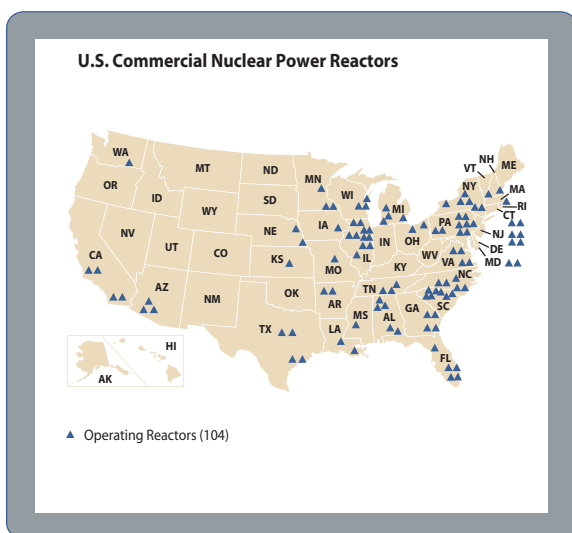 U.S. Commercial Nuclear Power Reactors
WA
MT
ND
MN
VT
NH
ME
OR
ID
SD
WI
NY
MA
WY
MI
RI
CT
NV
NE
IA
PA
NJ
CA
UT
CO
IL
IN
OH
DE
KS
MO
WV
VA
MD
KY
AZ
NM
OK
AR
TN
NC
SC
MS
AL
GA
TX
LA
HI
AK
FL
Operating Reactors (104)